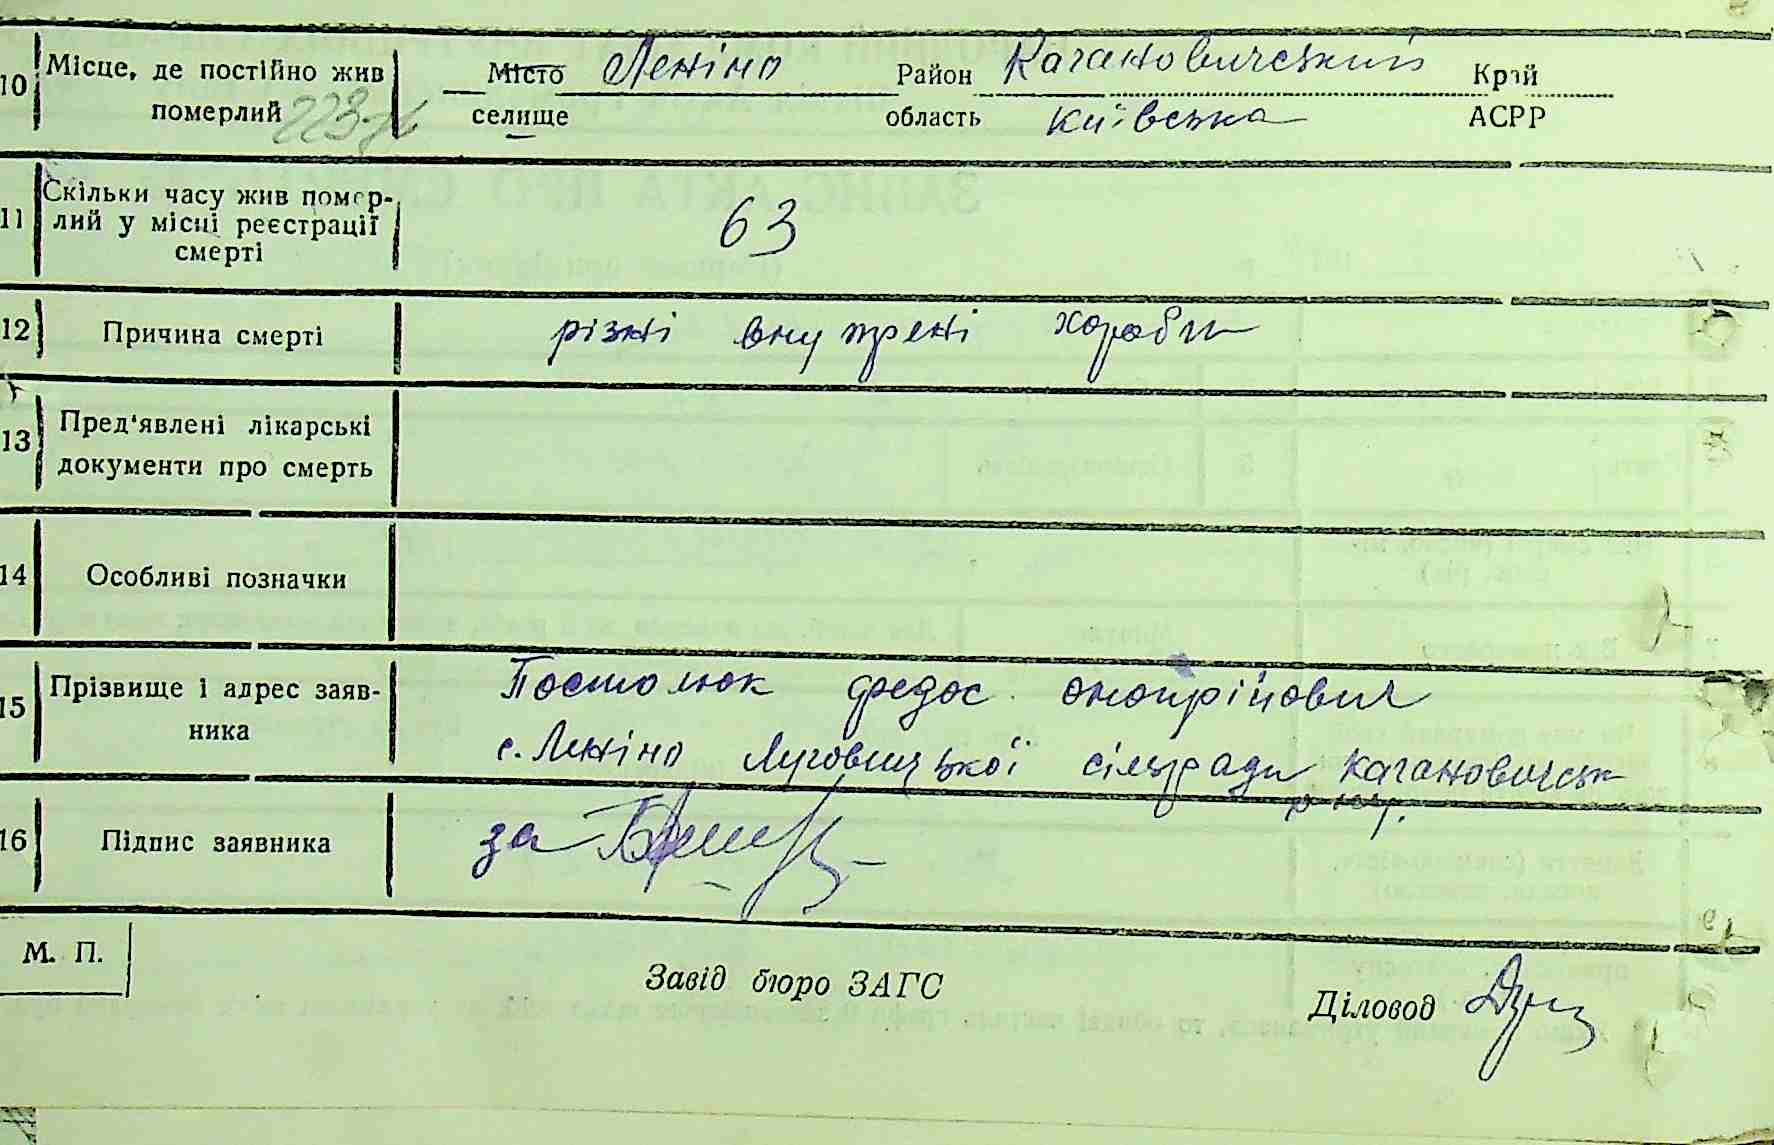 10 Місце, де постійно жив померлий 223-71
Місто Леніно Район Кагановичеський Край
селище область Київська АСРР
11 Скільки часу жив помер-
лий у місці реєстрації
смерті
63
12 Причина смерті різні внутрені хороби
13 Пред'явлені лікарські
документи про смерть
14 Особливі позначки
15 Прізвище і адрес заяв-
ника
Постолюк федос онопрійович
с. Леніно Луговицької сілради Кагановичськ
р-ну.
16 Підпис заявника за
М. П.
Завід бюро ЗАГС
Діловод